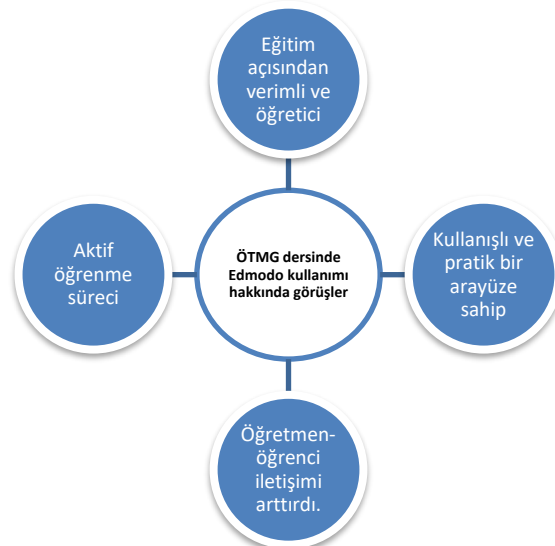 Eğitim
açısından
verimli ve
öğretici
Aktif
öğrenme
süreci
ÖTMG dersinde
Edmodo kullanımı
hakkında görüşler
Kullanışlı ve
pratik bir
arayüze
sahip
Öğretmen-
öğrenci
iletişimi
arttırdı.